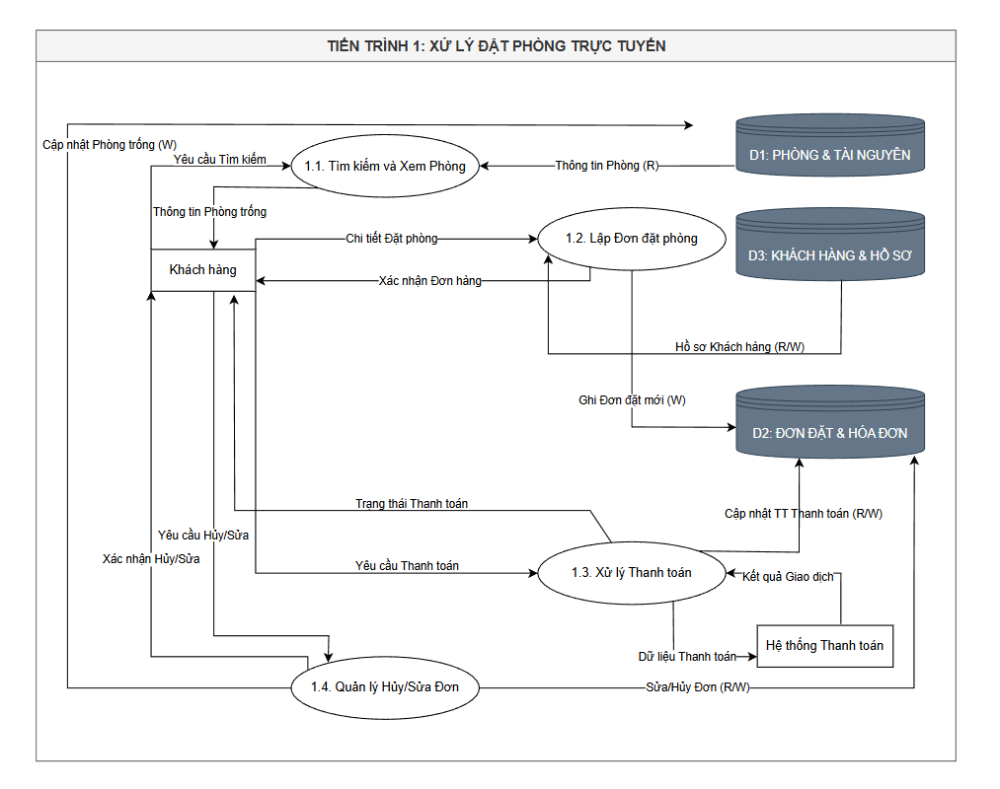 TIẾN TRÌNH 1: XỬ LÝ ĐẶT PHÒNG TRỰC TUYẾN
Cập nhật Phòng trống (W)
Yêu cầu Tìm kiếm
1.1. Tìm kiếm và Xem Phòng
Thông tin Phòng (R)
D1: PHÒNG & TÀI NGUYÊN
Thông tin Phòng trống
Chi tiết Đặt phòng
1.2. Lập Đơn đặt phòng
D3: KHÁCH HÀNG & HỒ SƠ
Khách hàng
Xác nhận Đơn hàng
Hồ sơ Khách hàng (R/W)
Ghi Đơn đặt mới (W)
D2: ĐƠN ĐẶT & HÓA ĐƠN
Trạng thái Thanh toán
Cập nhật TT Thanh toán (R/W)
Yêu cầu Hủy/Sửa
Xác nhận Hủy/Sửa
Yêu cầu Thanh toán
1.3. Xử lý Thanh toán
Kết quả Giao dịch
Hệ thống Thanh toán
Dữ liệu Thanh toán
1.4. Quản lý Hủy/Sửa Đơn
Sửa/Hủy Đơn (R/W)